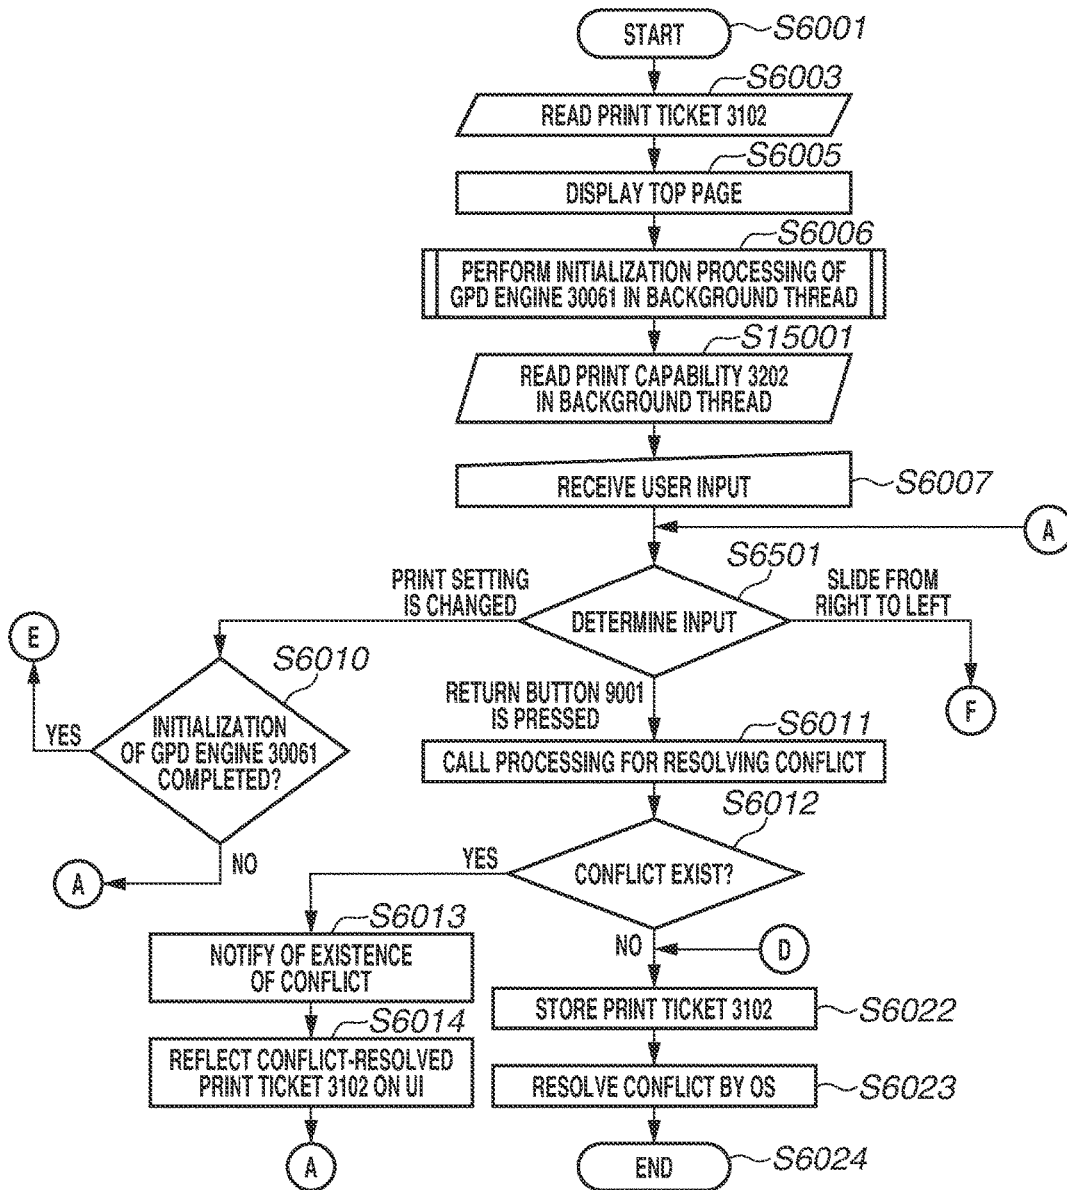 START
S6001
S6003
READ PRINT TICKET 3102
S6005
DISPLAY TOP PAGE
S6006
PERFORM INITIALIZATION PROCESSING OF
GPD ENGINE 30061 IN BACKGROUND THREAD
S15001
READ PRINT CAPABILITY 3202
IN BACKGROUND THREAD
RECEIVE USER INPUT
S6007
A
S6501
PRINT SETTING
IS CHANGED
DETERMINE INPUT
SLIDE FROM
RIGHT TO LEFT
E
S6010
YES
INITIALIZATION
OF GPD ENGINE 30061
COMPLETED?
NO
A
RETURN BUTTON 9001
IS PRESSED
F
S6011
CALL PROCESSING FOR RESOLVING CONFLICT
S6012
YES
CONFLICT EXIST?
S6013
NOTIFY OF EXISTENCE
OF CONFLICT
NO
D
S6014
REFLECT CONFLICT-RESOLVED
PRINT TICKET 3102 ON UI
A
STORE PRINT TICKET 3102
S6022
RESOLVE CONFLICT BY OS
S6023
END
S6024